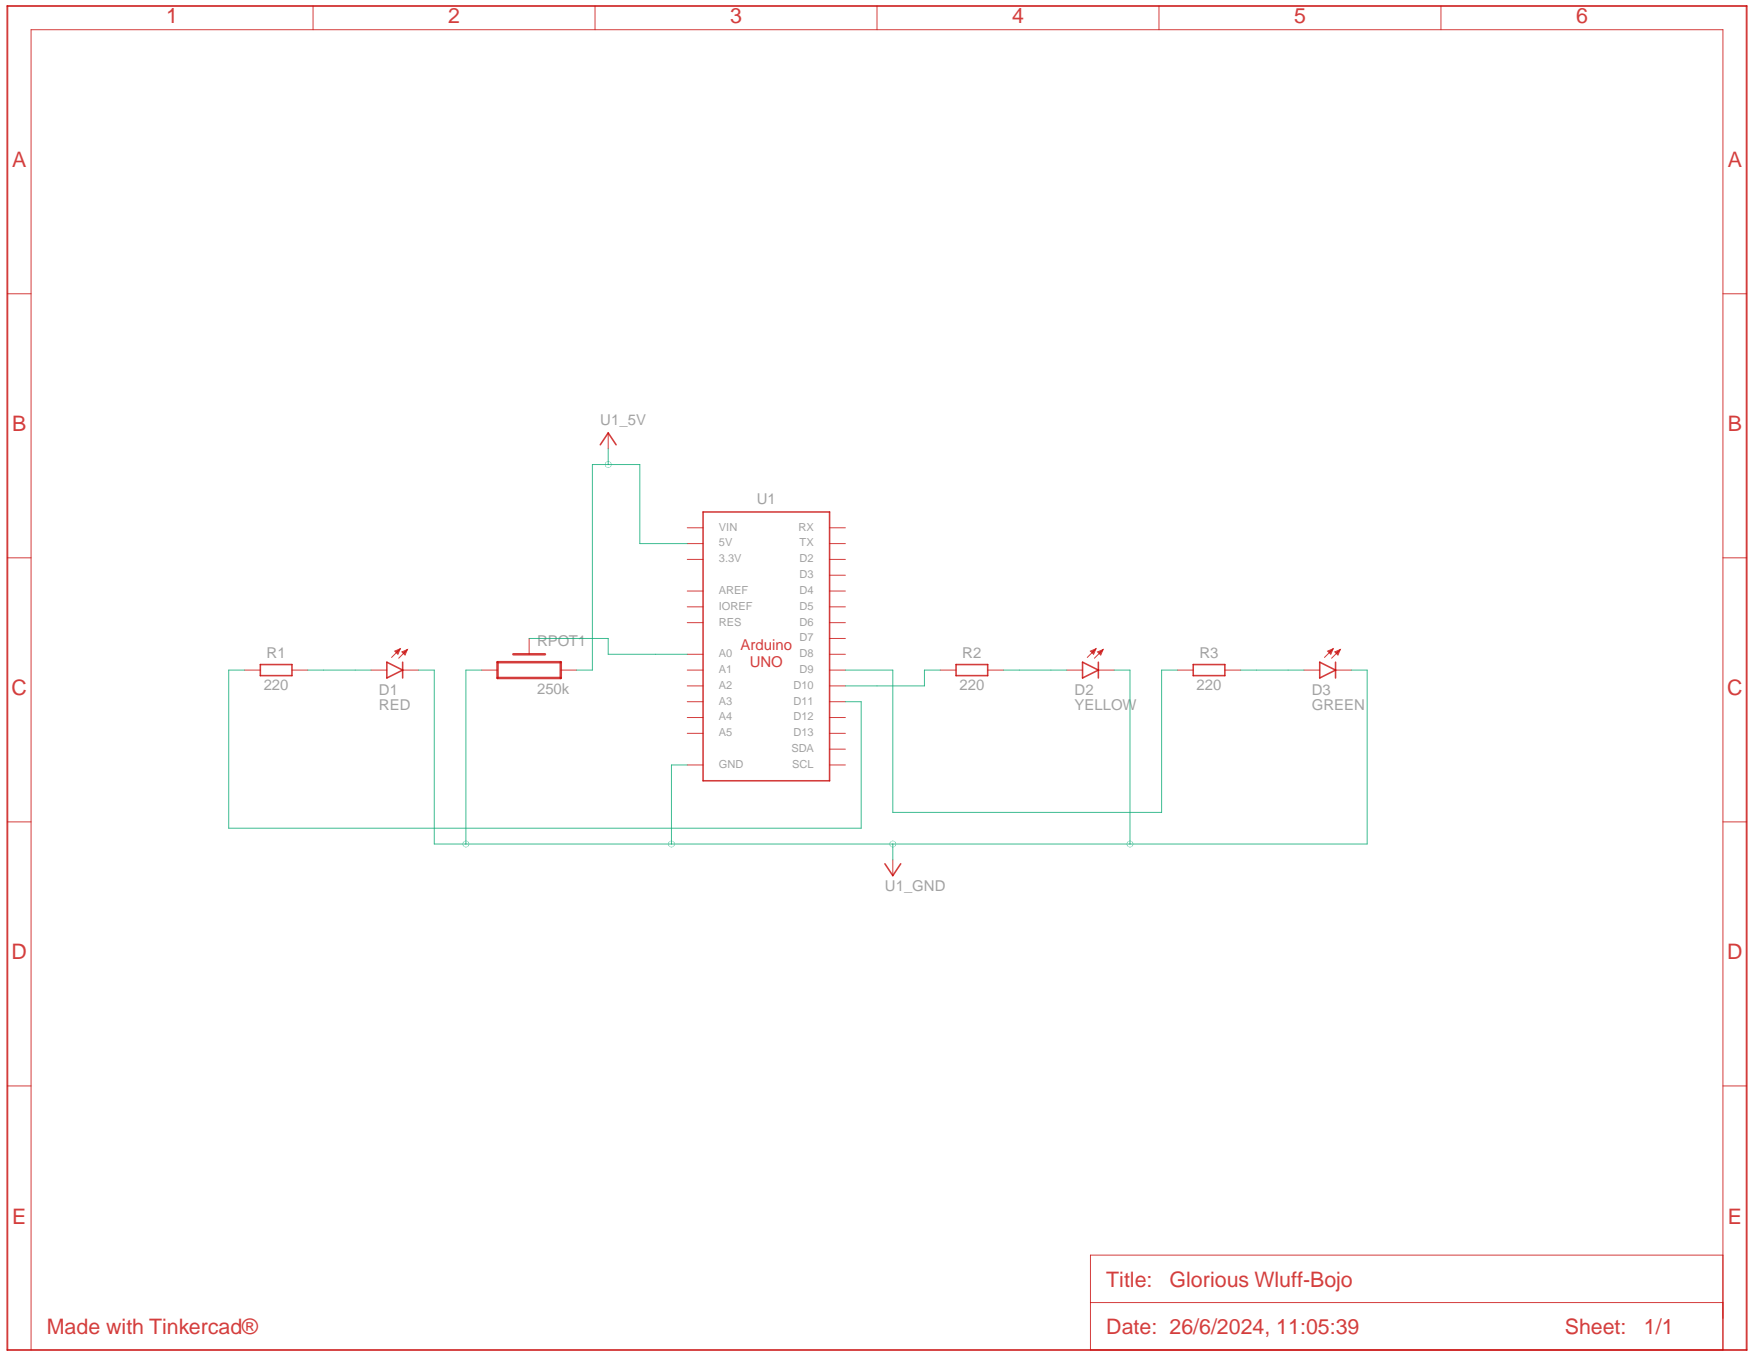 1 2 3 4 5 6
A A
B B
U1_5V
U1
VIN RX
5V TX
3.3V D2
D3
AREF D4
IOREF D5
RES D6
RPOT1 D7
A0 Arduino D8
A1 UNO D9
A2 D10
A3 D11
A4 D12
A5 D13
SDA
GND SCL
R1 R2 R3
220 220 220
C C
D1 250k D2 D3
RED YELLOW GREEN
U1_GND
D D
E E
Title: Glorious Wluff-Bojo
Made with Tinkercad® Date: 26/6/2024, 11:05:39 Sheet: 1/1